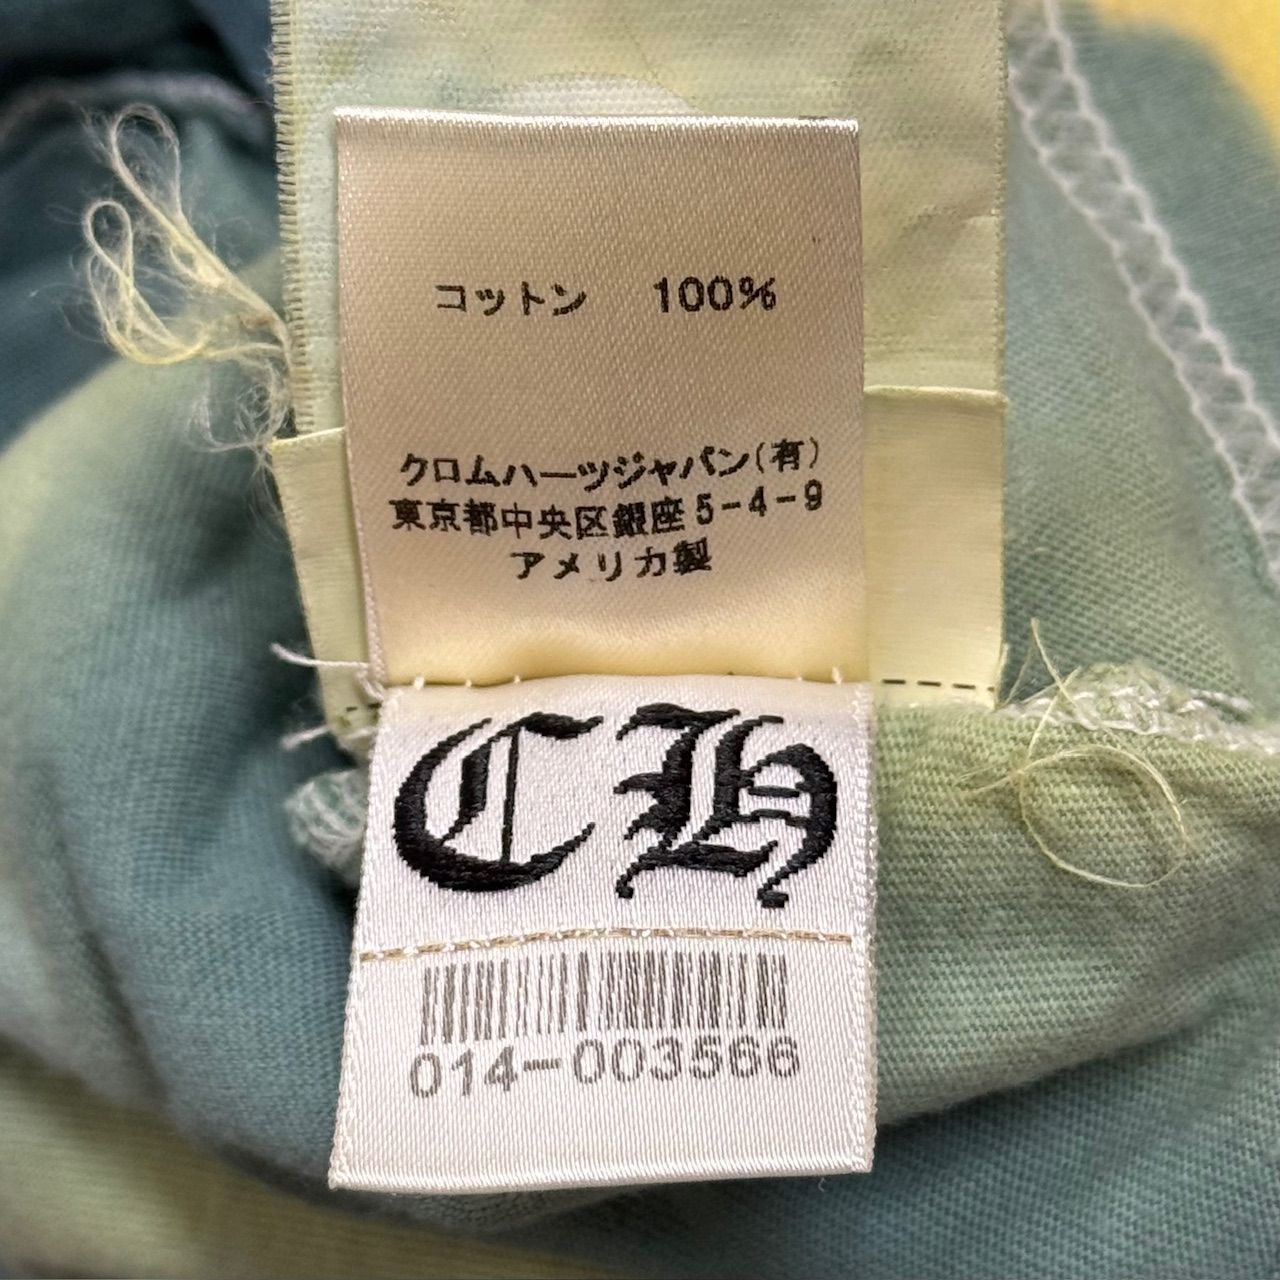 コットン 100%
クロムハーツジャパン(有)
東京都中央区銀座5-4-9
アメリカ製
CH
014-003566